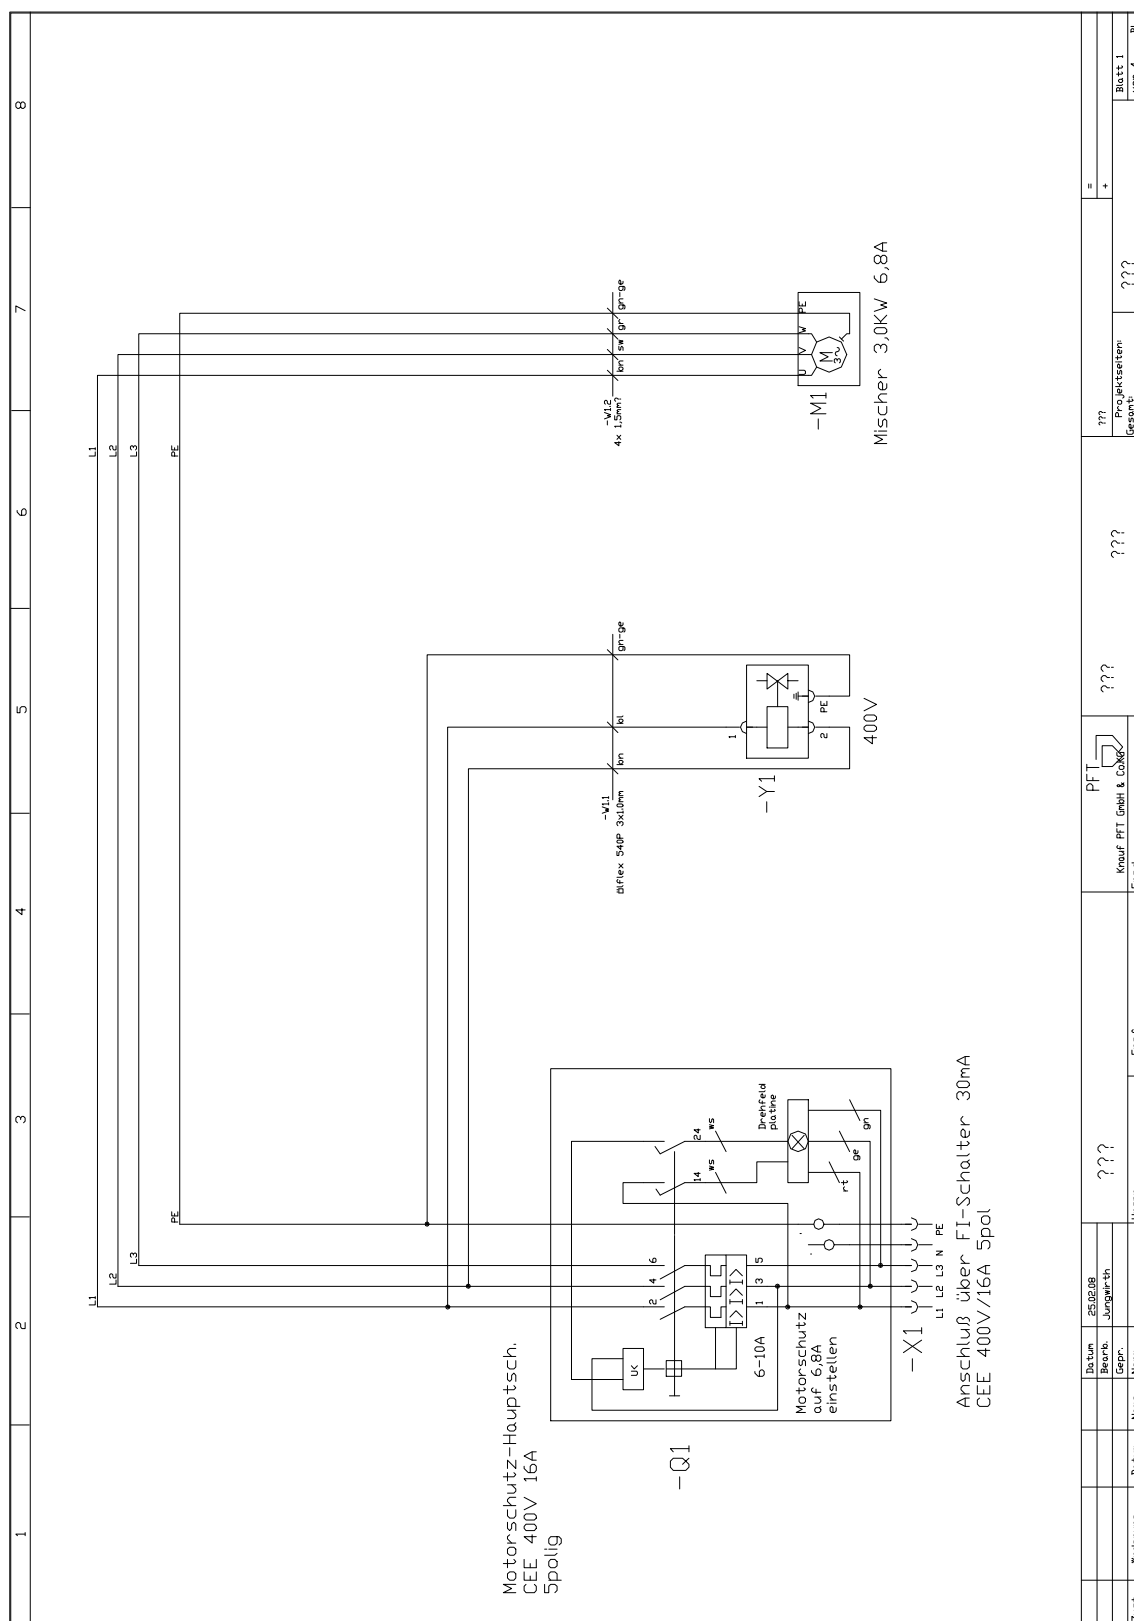 1
2
3
4
5
6
7
8
L1
L2
L3
PE
L1
L2
L3
PE
Motorschutz-Hauptsch.
CEE 400V 16A
5polig
-Q1
U<
2
4
6
14
24
ws
ws
I>I>I>
1
3
5
6-10A
Motorschutz
auf 6,8A
einstellen
Drehfeld
platine
rt
ge
gn
-X1
L1
L2
L3
N
PE
Anschluß über FI-Schalter 30mA
CEE 400V/16A 5pol
-W1.1
Ölflex 540P 3x1.0mm
bn
bl
gn-ge
-Y1
1
2
PE
400V
-W1.2
4x 1,5mm?
bn
sw
gr
gn-ge
-M1
U
V
W
PE
M
3~
Mischer 3,0KW 6,8A
Datum
25.02.08
Bearb.
Jungwirth
Gepr.
???
PFT
Knauf PFT GmbH & Co.KG
???
???
???
Projektseiten:
Gesamt:
???
=
+
Blatt 1